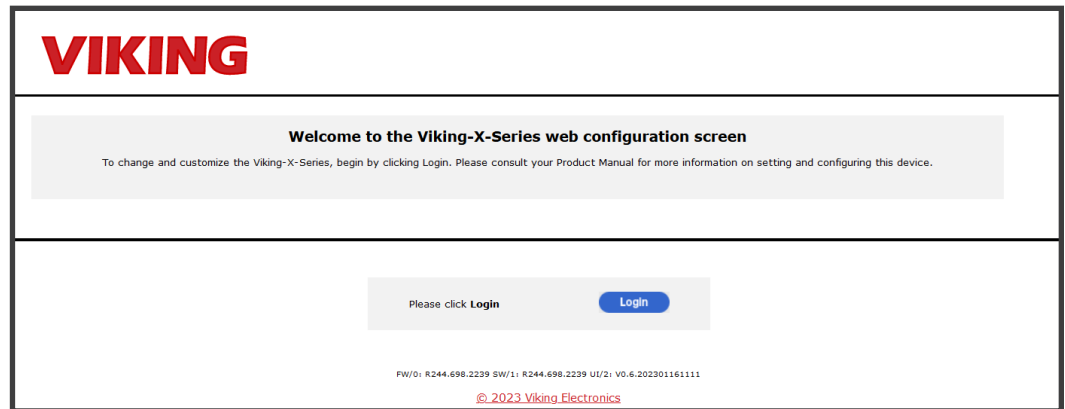 VIKING
Welcome to the Viking-X-Series web configuration screen
To change and customize the Viking-X-Series, begin by clicking Login. Please consult your Product Manual for more information on setting and configuring this device.
Please click Login
Login
FW/0: R244.698.2239 SW/1: R244.698.2239 UI/2: V0.6.202301161111
© 2023 Viking Electronics